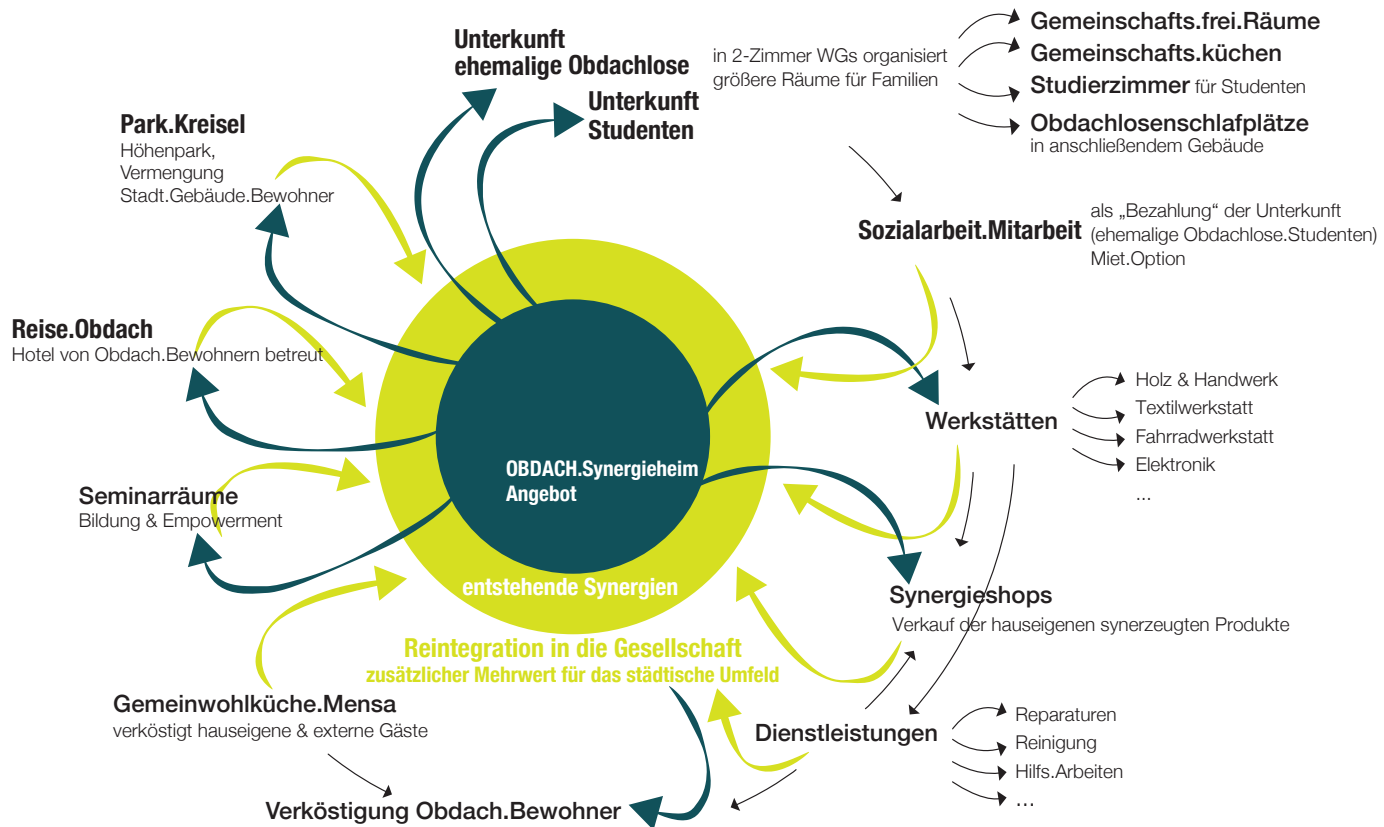 Unterkunft
ehemalige Obdachlose
in 2-Zimmer WGs organisiert
größere Räume für Familien
Gemeinschafts.frei.Räume
Gemeinschafts.küchen
Studierzimmer für Studenten
Obdachlosenschlafplätze
in anschließendem Gebäude
Unterkunft
Studenten
Park.Kreisel
Höhenpark,
Vermengung
Stadt.Gebäude.Bewohner
Sozialarbeit.Mitarbeit
als „Bezahlung“ der Unterkunft
(ehemalige Obdachlose.Studenten)
Miet.Option
Reise.Obdach
Hotel von Obdach.Bewohnern betreut
Werkstätten
Holz & Handwerk
Textilwerkstatt
Fahrradwerkstatt
Elektronik
...
OBDACH.Synergieheim
Angebot
Seminarräume
Bildung & Empowerment
entstehende Synergien
Synergieshops
Verkauf der hauseigenen synerzeugten Produkte
Reintegration in die Gesellschaft
zusätzlicher Mehrwert für das städtische Umfeld
Gemeinwohlküche.Mensa
verköstigt hauseigene & externe Gäste
Dienstleistungen
Reparaturen
Reinigung
Hilfs.Arbeiten
...
Verköstigung Obdach.Bewohner